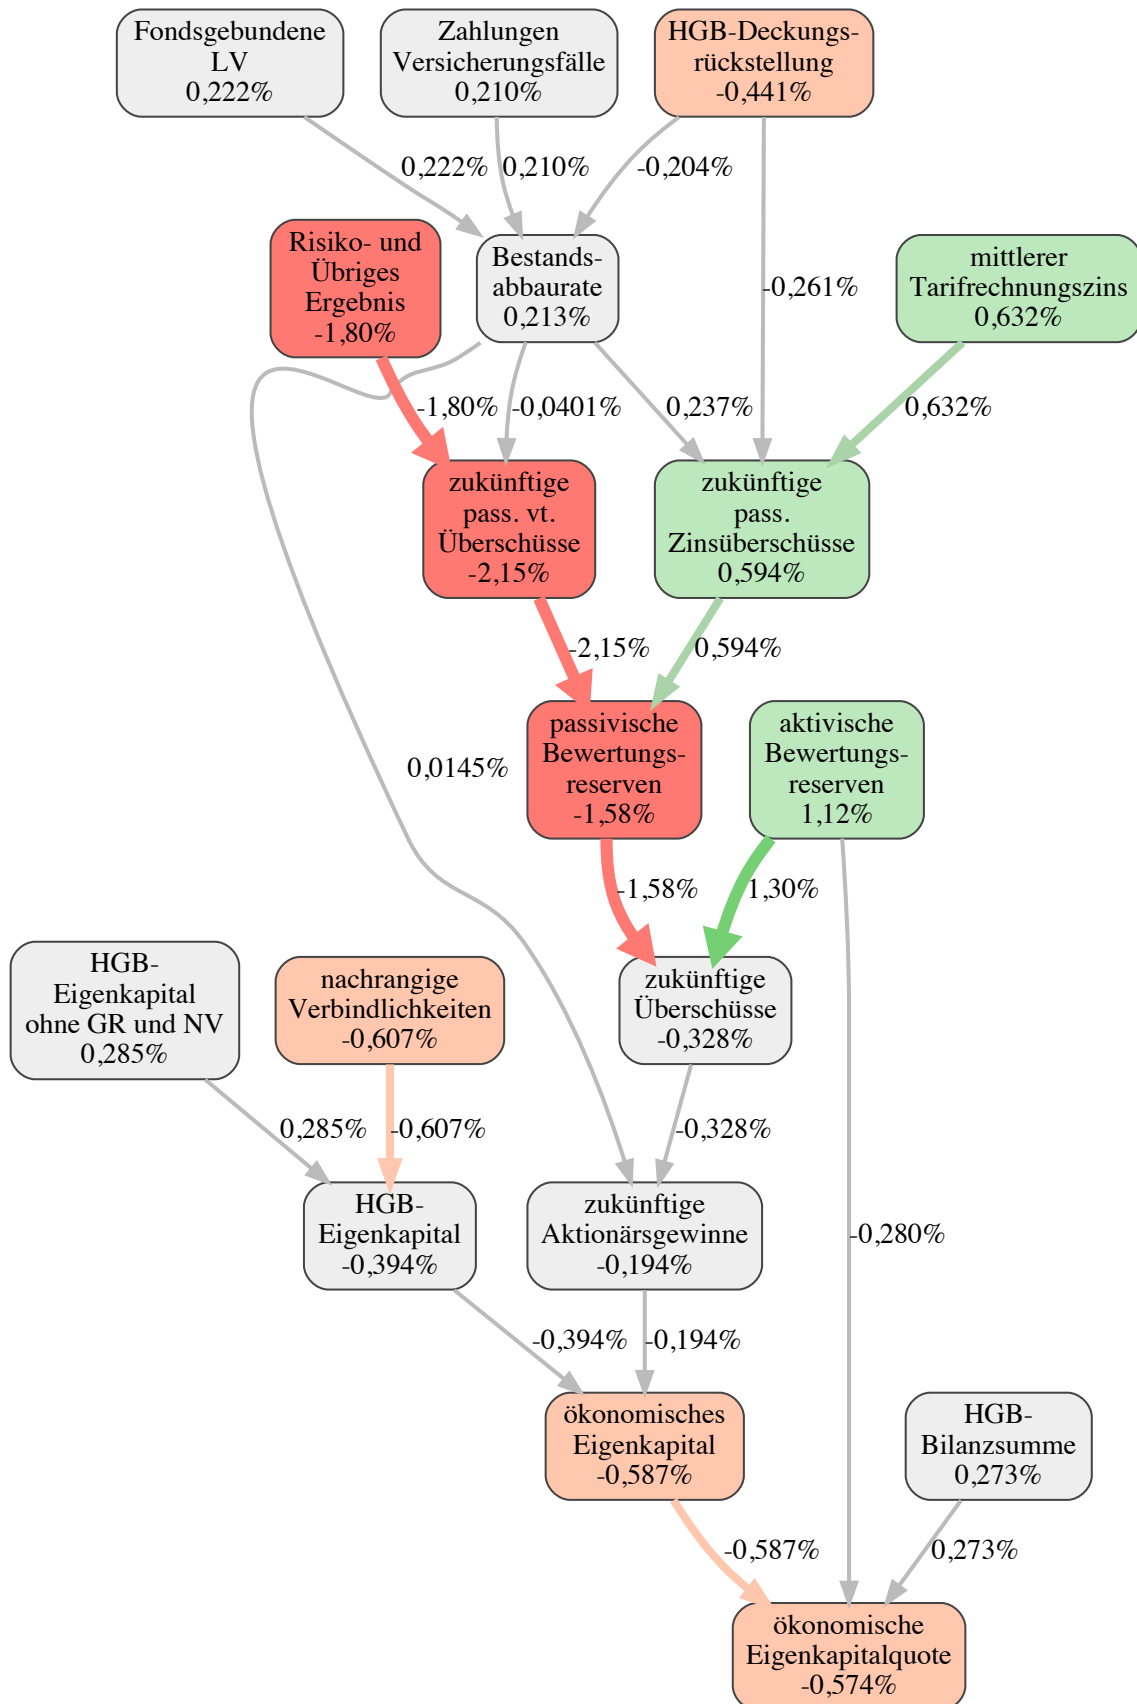 Fondsgebundene
LV
0,222%
Zahlungen
Versicherungsfälle
0,210%
HGB-Deckungs-
rückstellung
-0,441%
0,222%
0,210%
-0,204%
Risiko- und
Übriges
Ergebnis
-1,80%
Bestands-
abbaurate
0,213%
-0,261%
mittlerer
Tarifrechnungszins
0,632%
-1,80%
-0,0401%
0,237%
0,632%
zukünftige
pass. vt.
Überschüsse
-2,15%
zukünftige
pass.
Zinsüberschüsse
0,594%
-2,15%
0,594%
passivische
Bewertungs-
reserven
-1,58%
aktivische
Bewertungs-
reserven
1,12%
0,0145%
-1,58%
1,30%
HGB-
Eigenkapital
ohne GR und NV
0,285%
nachrangige
Verbindlichkeiten
-0,607%
zukünftige
Überschüsse
-0,328%
0,285%
-0,607%
-0,328%
HGB-
Eigenkapital
-0,394%
zukünftige
Aktionärsgewinne
-0,194%
-0,280%
-0,394%
-0,194%
ökonomisches
Eigenkapital
-0,587%
HGB-
Bilanzsumme
0,273%
-0,587%
0,273%
ökonomische
Eigenkapitalquote
-0,574%